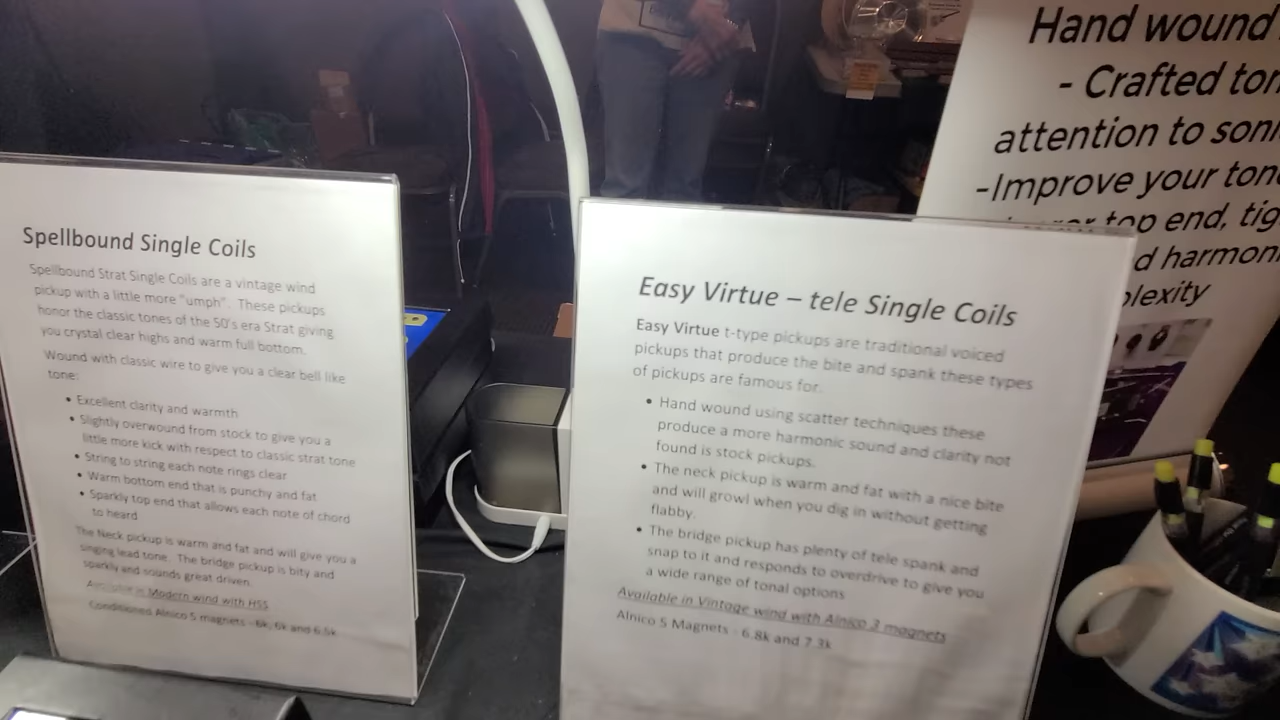 Spellbound Single Coils
Spellbound Strat Single Coils are a vintage wind
pickup with a little more "umph". These pickups
honor the classic tones of the 50's era Strat giving
you crystal clear highs and warm full bottom.
Wound with classic wire to give you a clear bell like
tone:
• Excellent clarity and warmth
• Slightly overwound from stock to give you a
little more kick with respect to classic strat tone
• String to string each note rings clear
• Warm bottom end that is punchy and fat
• Sparkly top end that allows each note of chord
to heard
The Neck pickup is warm and fat and will give you a
singing lead tone. The bridge pickup is bity and
sparkly and sounds great driven.
Available in Modern wind with HSS
Conditioned Alnico 5 magnets - 6k, 6k and 6.5k
Easy Virtue – tele Single Coils
Easy Virtue t-type pickups are traditional voiced
pickups that produce the bite and spank these types
of pickups are famous for.
• Hand wound using scatter techniques these
produce a more harmonic sound and clarity not
found is stock pickups.
• The neck pickup is warm and fat with a nice bite
and will growl when you dig in without getting
flabby.
• The bridge pickup has plenty of tele spank and
snap to it and responds to overdrive to give you
a wide range of tonal options
Available in Vintage wind with Alnico 3 magnets
Alnico 5 Magnets - 6.8k and 7.3k
Hand wound
- Crafted ton
attention to soni
-Improve your ton
top end, tig
d harmoni
plexity